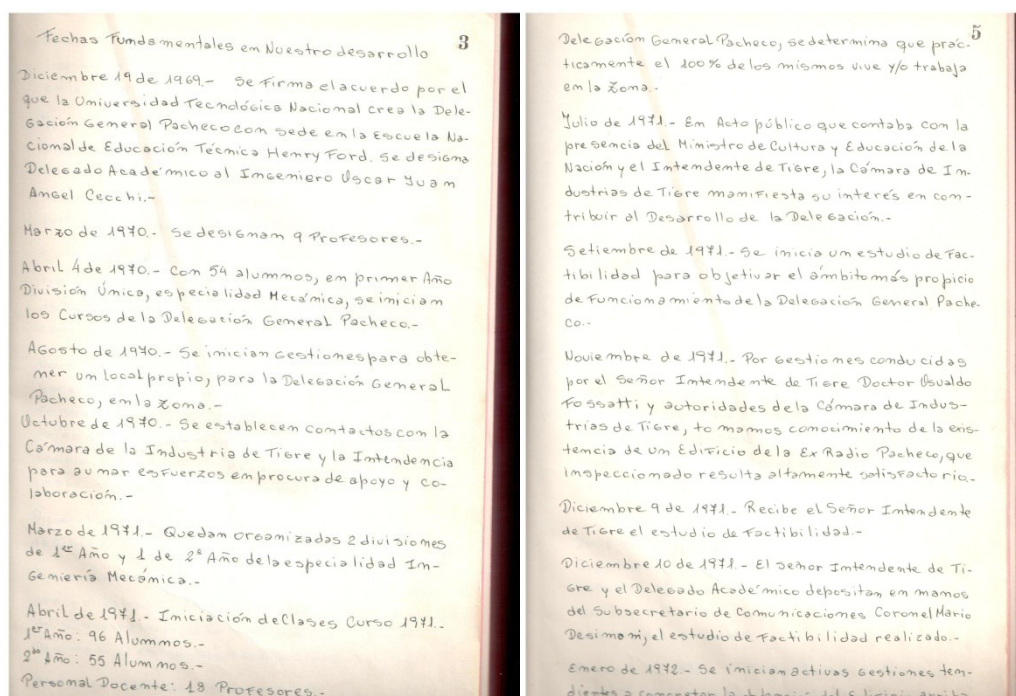 3
Fechas Fundamentales en Nuestro desarrollo
Diciembre 19 de 1969.- Se Firma el acuerdo por el
que la Universidad Tecnológica Nacional crea la Dele-
gación General Pacheco con sede en la Escuela Na-
cional de Educación Técnica Henry Ford. Se designa
Delegado Académico al Ingeniero Oscar Juan
Angel Cecchi.-
Marzo de 1970.- Se designan 9 Profesores.-
Abril 4 de 1970.- Con 54 alumnos, en primer Año
División Única, especialidad Mecánica, se inician
los Cursos de la Delegación General Pacheco.-
Agosto de 1970.- Se inician gestiones para obte-
ner un local propio, para la Delegación General
Pacheco, en la zona.-
Octubre de 1970.- Se establecen contactos con la
Cámara de la Industria de Tigre y la Intendencia
para aunar esfuerzos en procura de apoyo y co-
laboración.-
Marzo de 1971.- Quedan organizadas 2 divisiones
de 1er Año y 1 de 2º Año de la especialidad In-
geniería Mecánica.-
Abril de 1971.- Iniciación de Clases Curso 1971.-
1er Año: 96 Alumnos.-
2do Año: 55 Alumnos.-
Personal Docente: 18 Profesores.-
5
Delegación General Pacheco, se determina que prác-
ticamente el 100% de los mismos vive y/o trabaja
en la zona.-
Julio de 1971.- En Acto público que contaba con la
presencia del Ministro de Cultura y Educación de la
Nación y el Intendente de Tigre, la Cámara de In-
dustrias de Tigre manifiesta su interés en con-
tribuir al Desarrollo de la Delegación.-
Setiembre de 1971.- Se inicia un estudio de Fac-
tibilidad para objetivar el ámbito más propicio
de Funcionamiento de la Delegación General Pache-
co.-
Noviembre de 1971.- Por gestiones conducidas
por el Señor Intendente de Tigre Doctor Osvaldo
Fossatti y autoridades de la Cámara de Indus-
trias de Tigre, tomamos conocimiento de la exis-
tencia de un Edificio de la Ex Radio Pacheco, que
inspeccionado resulta altamente satisfactorio.-
Diciembre 9 de 1971.- Recibe el Señor Intendente
de Tigre el estudio de Factibilidad.-
Diciembre 10 de 1971.- El Señor Intendente de Ti-
gre y el Delegado Académico depositan en manos
del Subsecretario de Comunicaciones Coronel Mario
Desimoni, el estudio de Factibilidad realizado.-
Enero de 1972.- Se inician activas gestiones ten-
dientes a concretar la